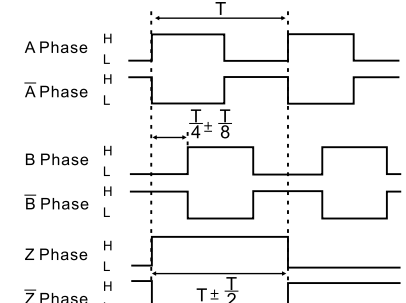 T
A Phase H
L
A̅ Phase H
L
T/4 ± T/8
B Phase H
L
B̅ Phase H
L
Z Phase H
L
Z̅ Phase H
L
T ± T/2